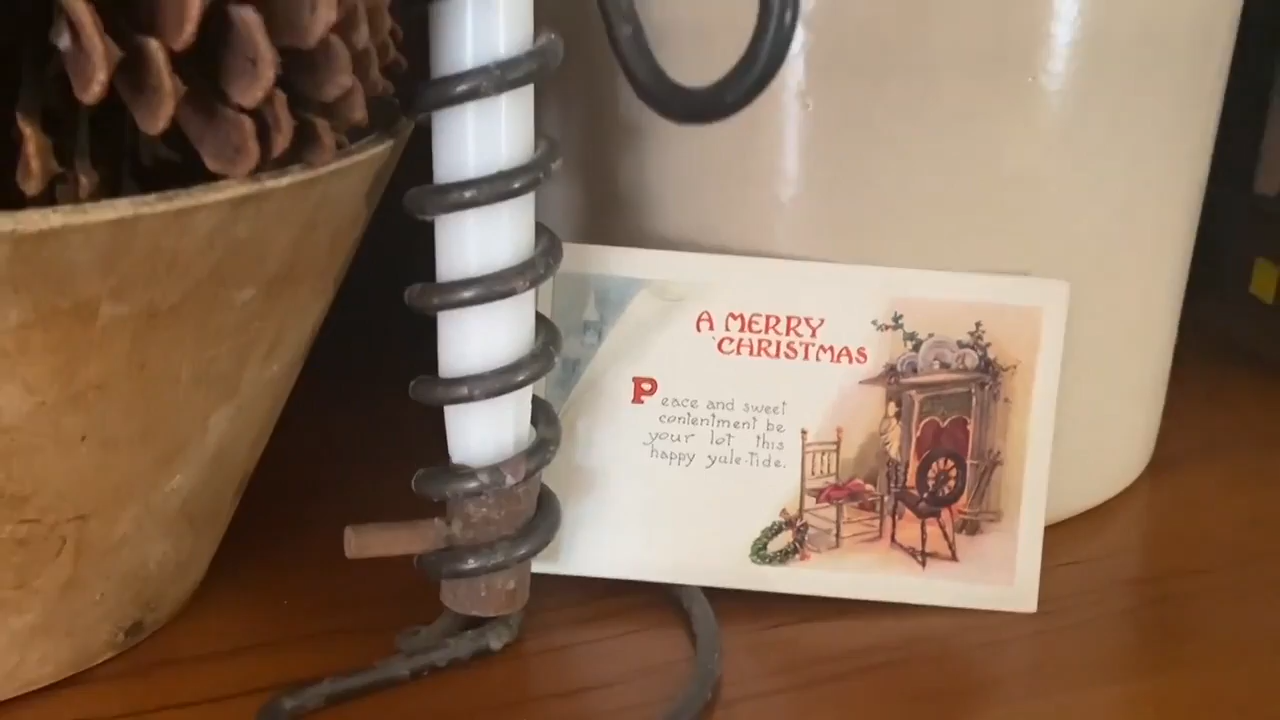 A MERRY
CHRISTMAS
Peace and sweet
contentment be
your lot this
happy yule-tide.